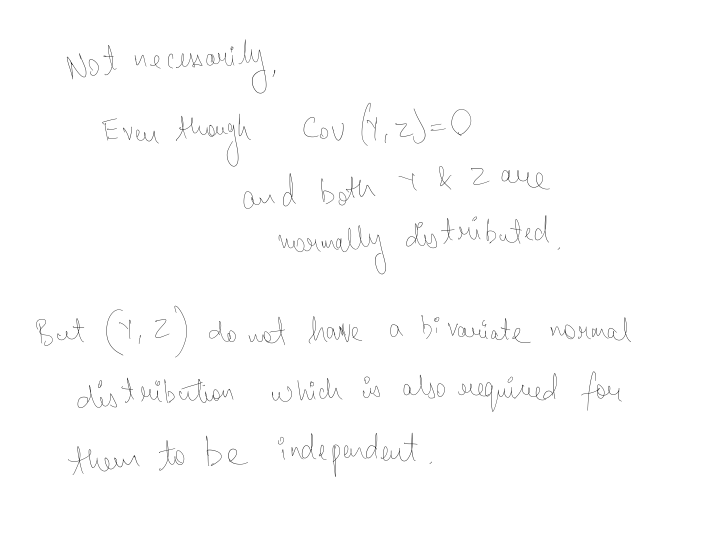 Not necessarily,
Even though Cov (Y, Z)=0
and both Y & Z are
normally distributed.
But (Y, Z) do not have a bivariate normal
distribution which is also required for
them to be independent.